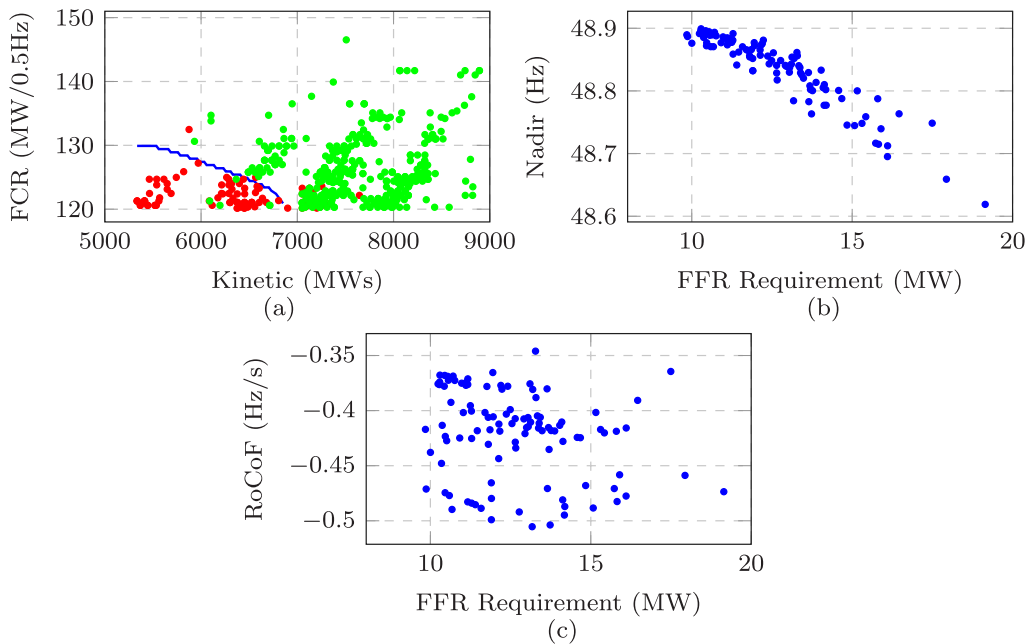 150
140
130
120
FCR (MW/0.5Hz)
5000 6000 7000 8000 9000
Kinetic (MWs)
(a)
48.9
48.8
48.7
48.6
Nadir (Hz)
10 15 20
FFR Requirement (MW)
(b)
−0.35
−0.4
−0.45
−0.5
RoCoF (Hz/s)
10 15 20
FFR Requirement (MW)
(c)